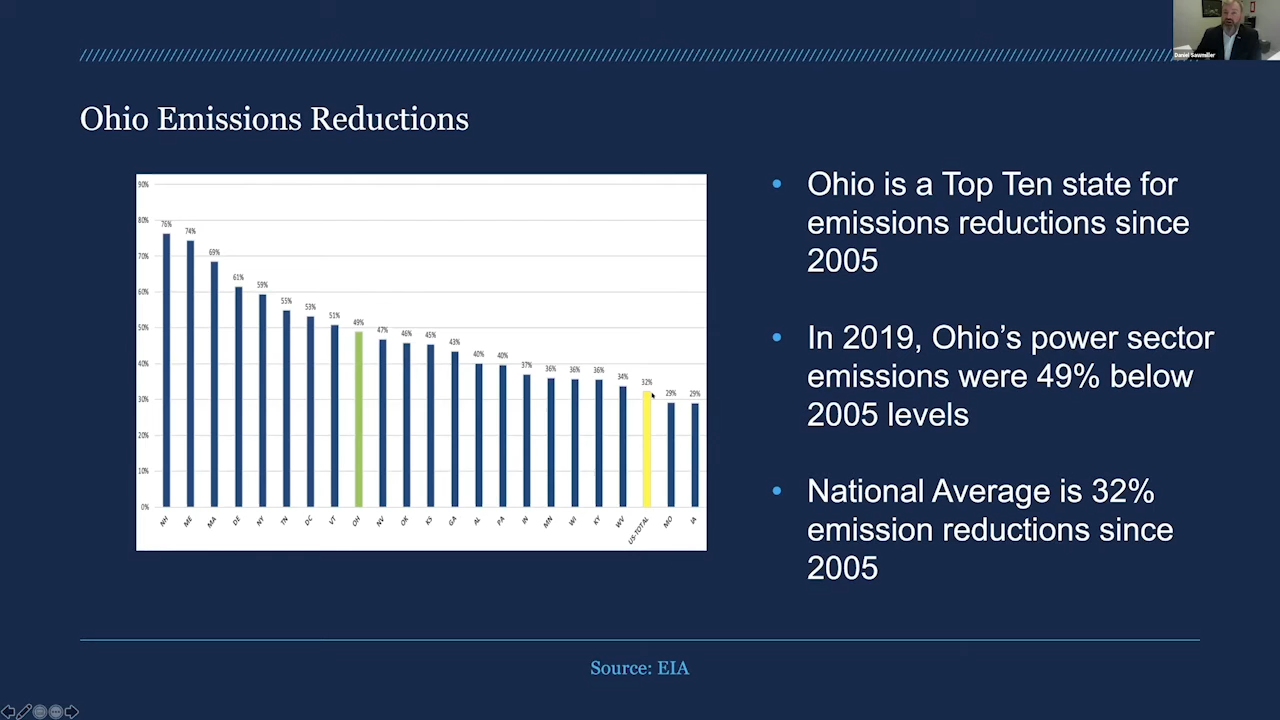 Daniel Sawmiller
Ohio Emissions Reductions
90%
80%
70%
60%
50%
40%
30%
20%
10%
0%
76%
74%
69%
61%
59%
55%
53%
51%
49%
47%
46%
45%
43%
40%
40%
37%
36%
36%
36%
34%
32%
29%
29%
NH
ME
MA
DE
NY
TN
DC
VT
OH
NV
OK
KS
GA
AL
PA
IN
MN
WI
KY
WV
US-TOTAL
MO
IA
• Ohio is a Top Ten state for
emissions reductions since
2005
• In 2019, Ohio’s power sector
emissions were 49% below
2005 levels
• National Average is 32%
emission reductions since
2005
Source: EIA